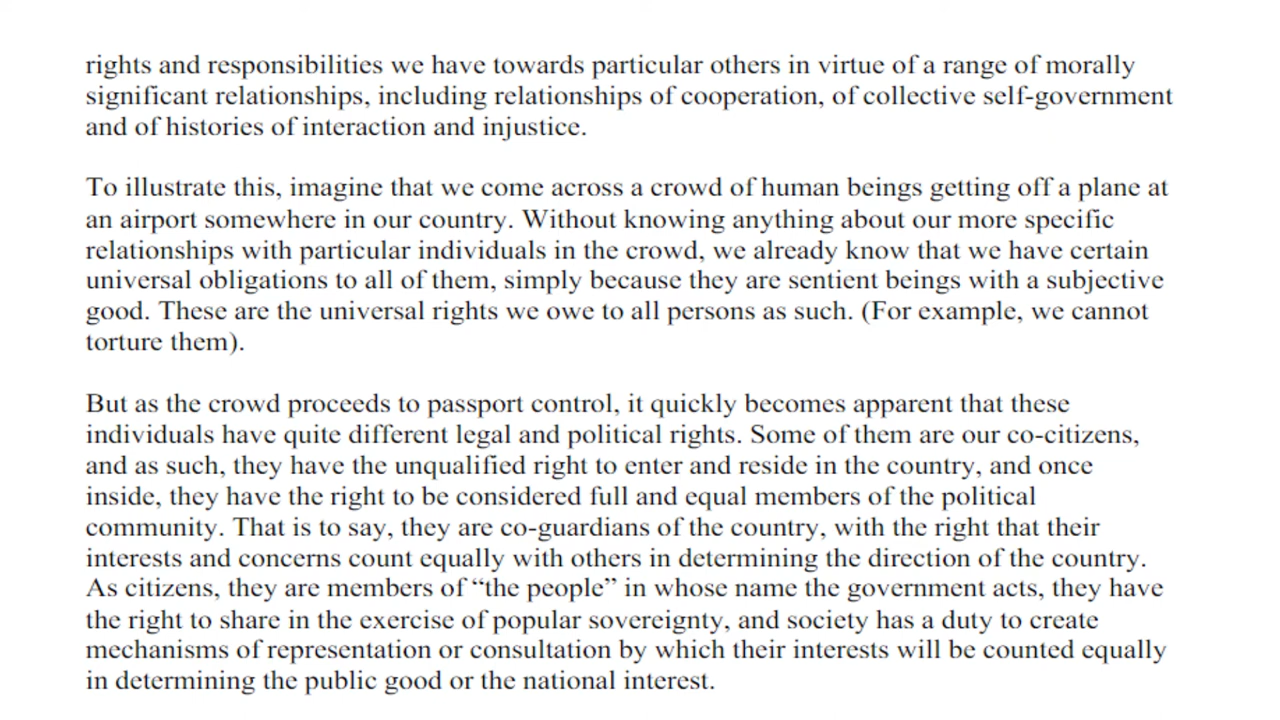 rights and responsibilities we have towards particular others in virtue of a range of morally
significant relationships, including relationships of cooperation, of collective self-government
and of histories of interaction and injustice.
To illustrate this, imagine that we come across a crowd of human beings getting off a plane at
an airport somewhere in our country. Without knowing anything about our more specific
relationships with particular individuals in the crowd, we already know that we have certain
universal obligations to all of them, simply because they are sentient beings with a subjective
good. These are the universal rights we owe to all persons as such. (For example, we cannot
torture them).
But as the crowd proceeds to passport control, it quickly becomes apparent that these
individuals have quite different legal and political rights. Some of them are our co-citizens,
and as such, they have the unqualified right to enter and reside in the country, and once
inside, they have the right to be considered full and equal members of the political
community. That is to say, they are co-guardians of the country, with the right that their
interests and concerns count equally with others in determining the direction of the country.
As citizens, they are members of “the people” in whose name the government acts, they have
the right to share in the exercise of popular sovereignty, and society has a duty to create
mechanisms of representation or consultation by which their interests will be counted equally
in determining the public good or the national interest.